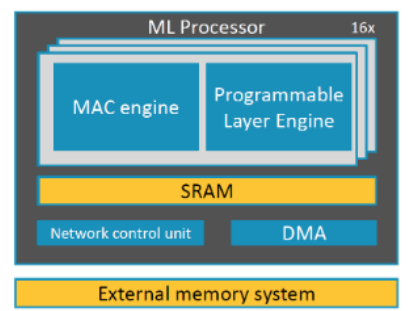 ML Processor 16x
MAC engine
Programmable
Layer Engine
SRAM
Network control unit
DMA
External memory system